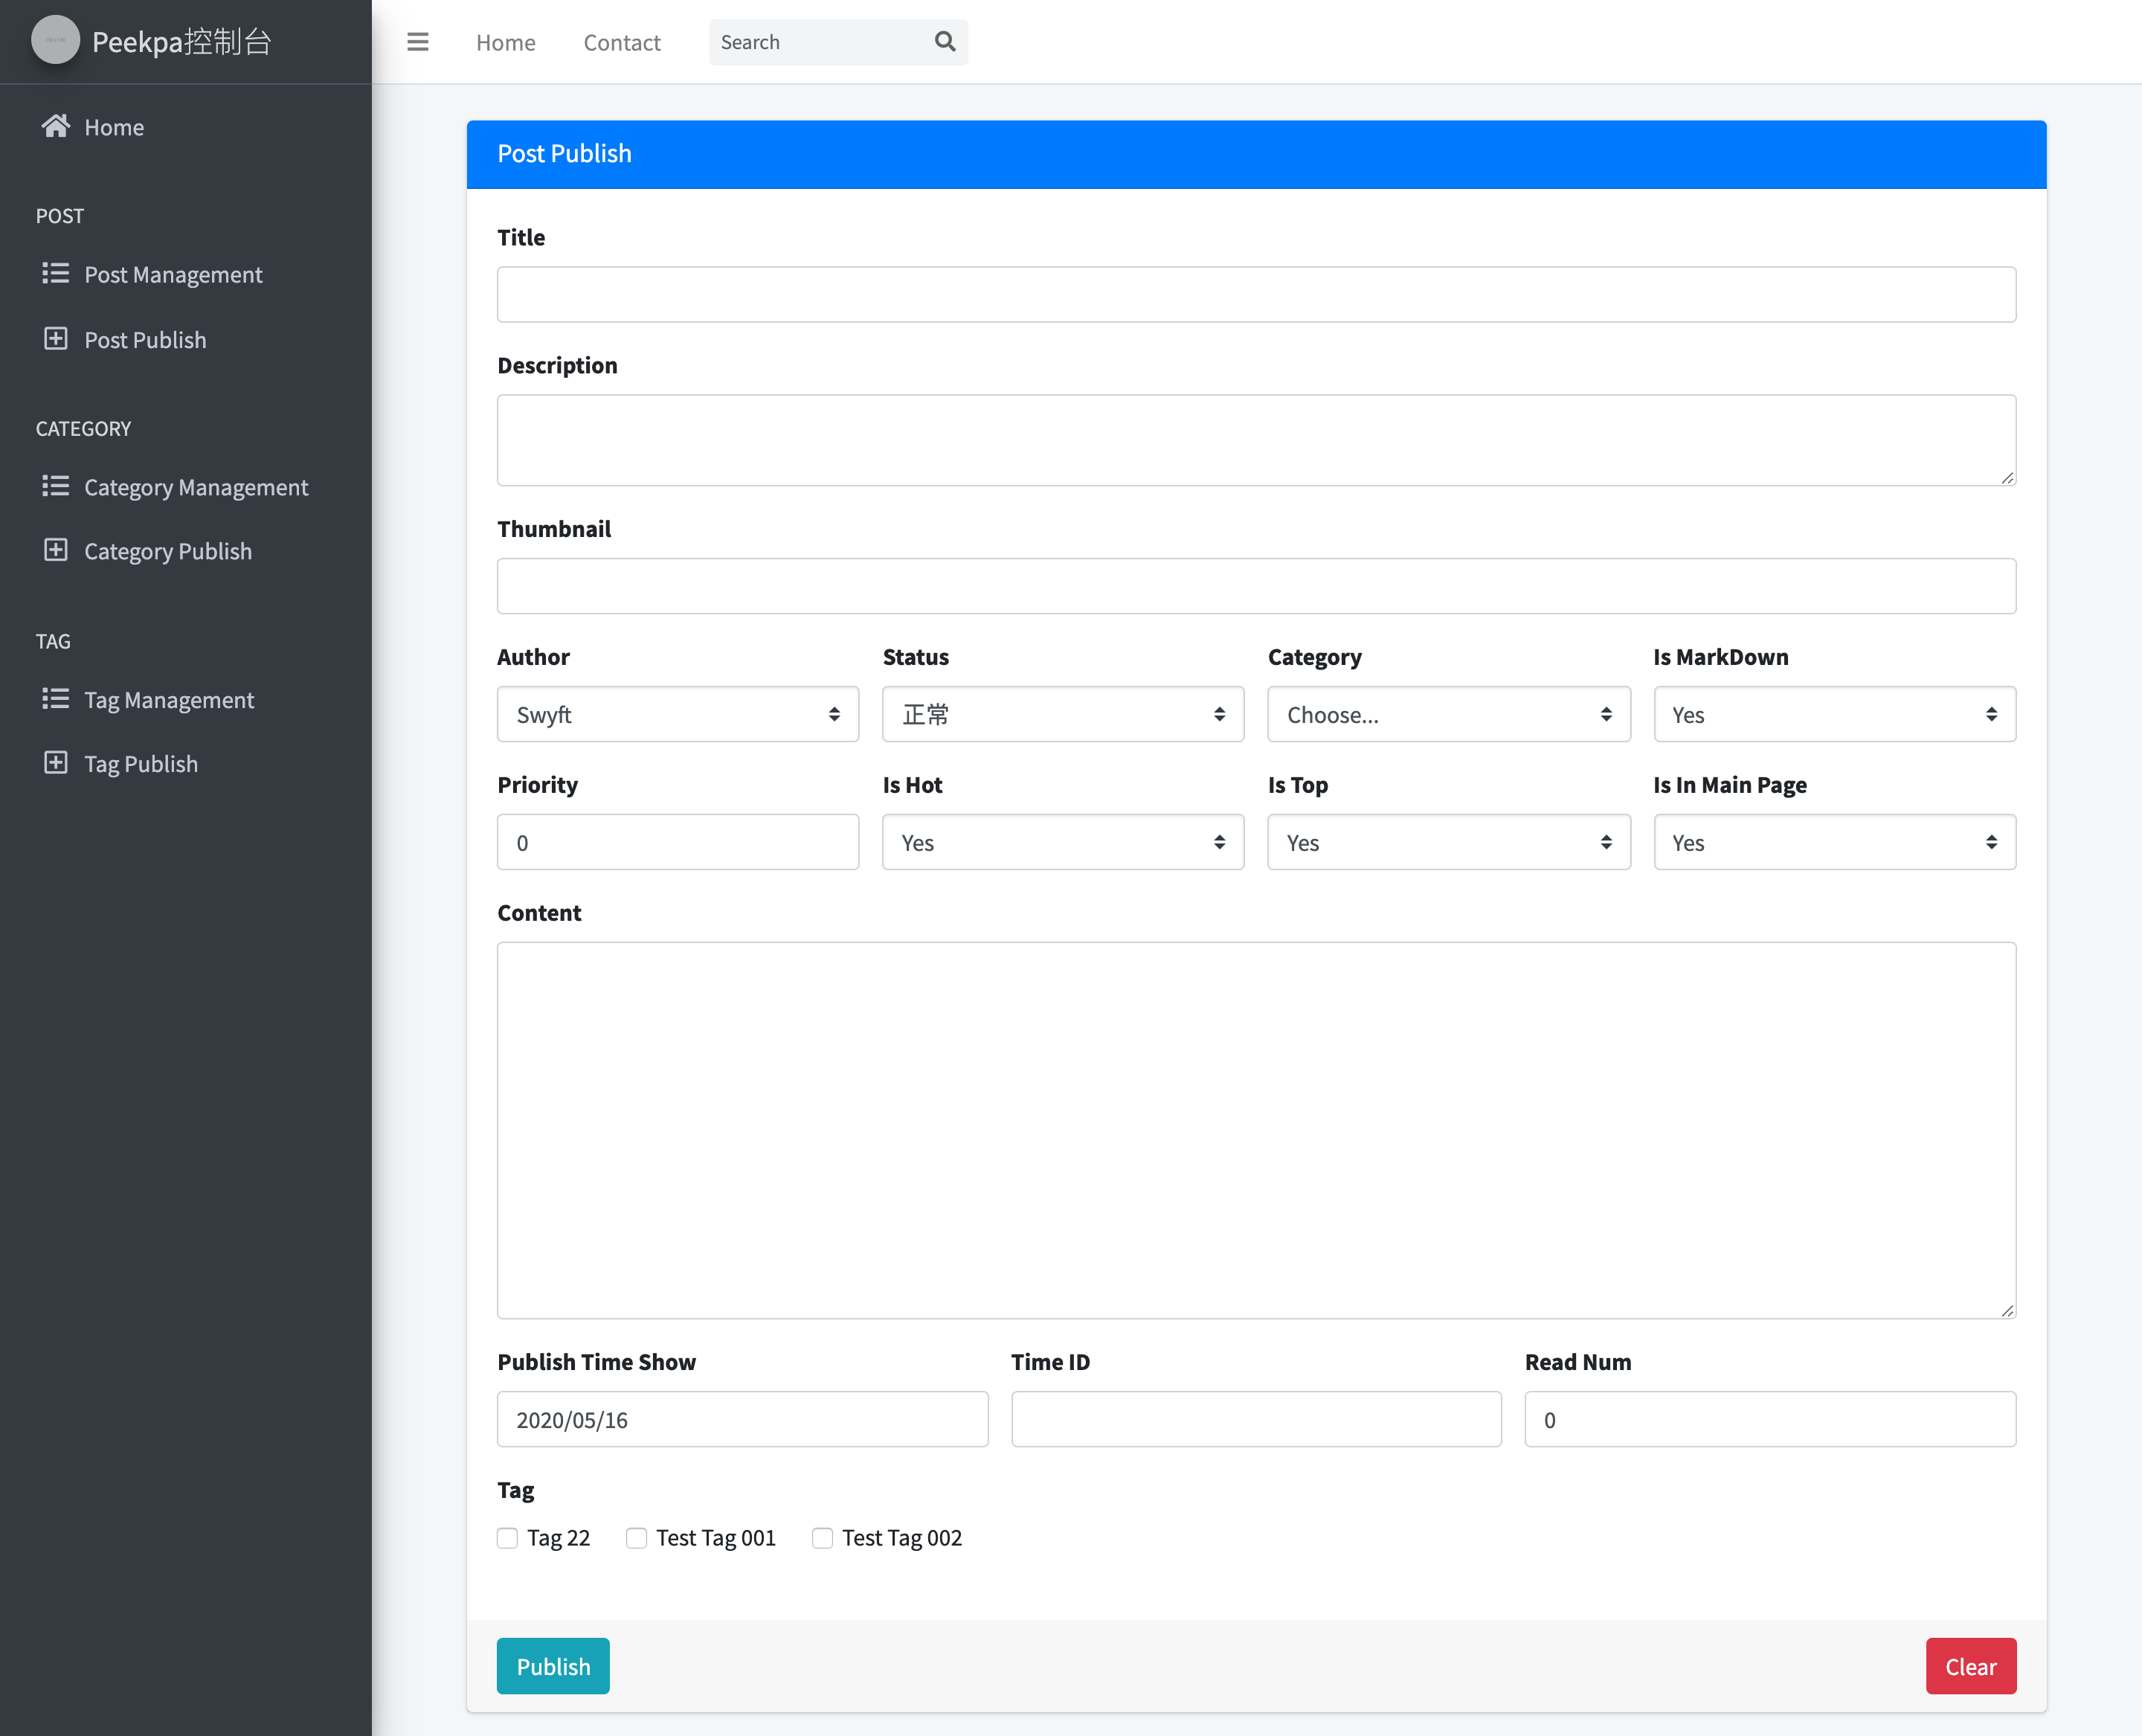 Peekpa控制台
Home
POST
Post Management
Post Publish
CATEGORY
Category Management
Category Publish
TAG
Tag Management
Tag Publish
Home Contact Search
Post Publish
Title
Description
Thumbnail
Author Status Category Is MarkDown
Swyft 正常 Choose... Yes
Priority Is Hot Is Top Is In Main Page
0 Yes Yes Yes
Content
Publish Time Show Time ID Read Num
2020/05/16 0
Tag
Tag 22 Test Tag 001 Test Tag 002
Publish Clear